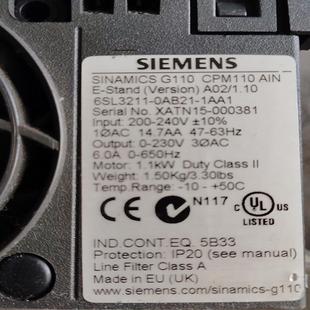 SIEMENS
SINAMICS G110 CPM110 AIN
E-Stand (Version) A02/1.10
6SL3211-0AB21-1AA1
Serial No. XATN15-000381
Input: 200-240V ±10%
1ØAC 14.7AA 47-63Hz
Output: 0-230V 3ØAC
6.0A 0-650Hz
Motor: 1.1kW Duty Class II
Weight: 1.50Kg/3.30lbs
Temp.Range: -10 - +50C
CE N117 C UL US
LISTED
IND.CONT.EQ. 5B33
Protection: IP20 (see manual)
Line Filter Class A
Made in EU (UK)
www.siemens.com/sinamics-g110